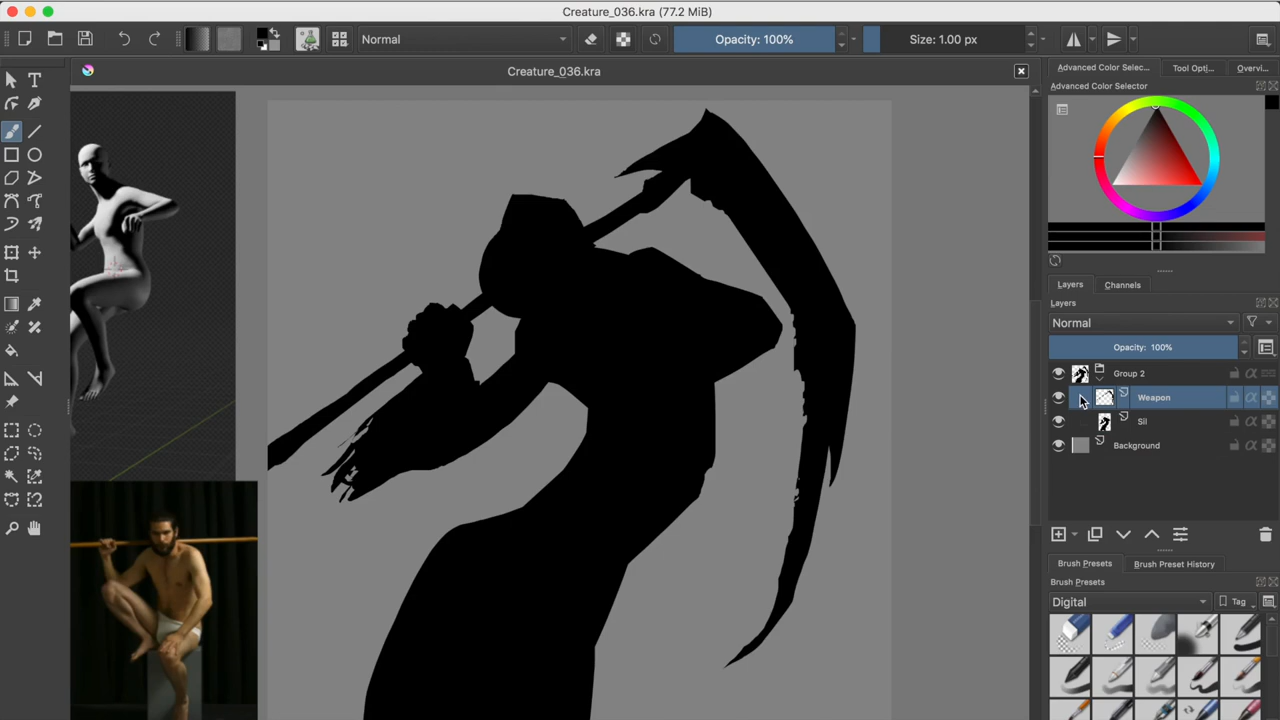 Creature_036.kra (77.2 MiB)
Normal
Opacity: 100%
Size: 1.00 px
Creature_036.kra
Advanced Color Selec...
Tool Opti...
Overvi...
Advanced Color Selector
Layers
Channels
Layers
Normal
Opacity: 100%
Group 2
Weapon
Sil
Background
Brush Presets
Brush Preset History
Brush Presets
Digital
Tag